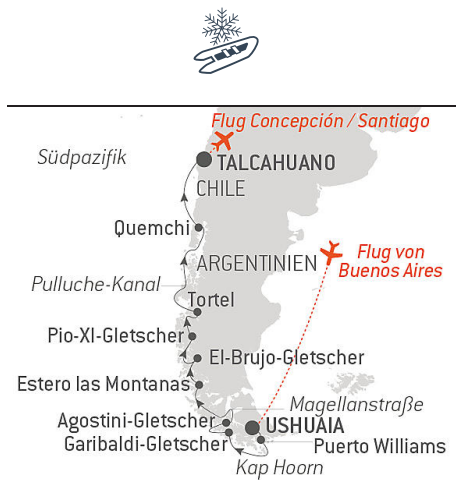 Flug Concepción / Santiago
Südpazifik
TALCAHUANO
CHILE
Quemchi
ARGENTINIEN
Flug von
Buenos Aires
Pulluche-Kanal
Tortel
Pio-XI-Gletscher
El-Brujo-Gletscher
Estero las Montanas
Magellanstraße
Agostini-Gletscher
USHUAIA
Garibaldi-Gletscher
Puerto Williams
Kap Hoorn